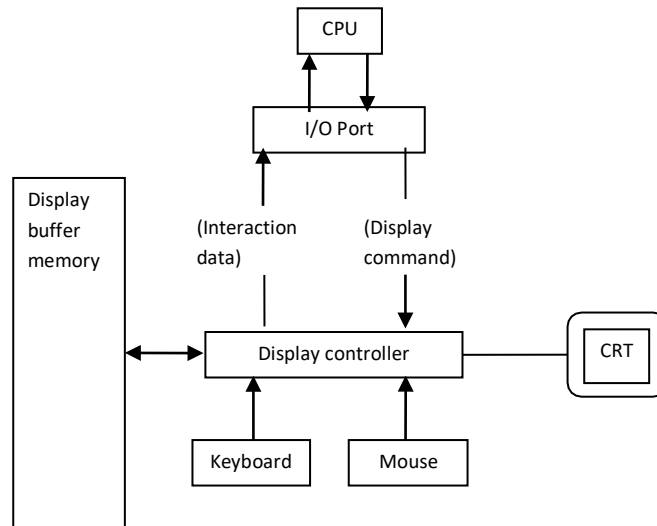 CPU
I/O Port
Display
buffer
memory
(Interaction
data)
(Display
command)
Display controller
CRT
Keyboard
Mouse